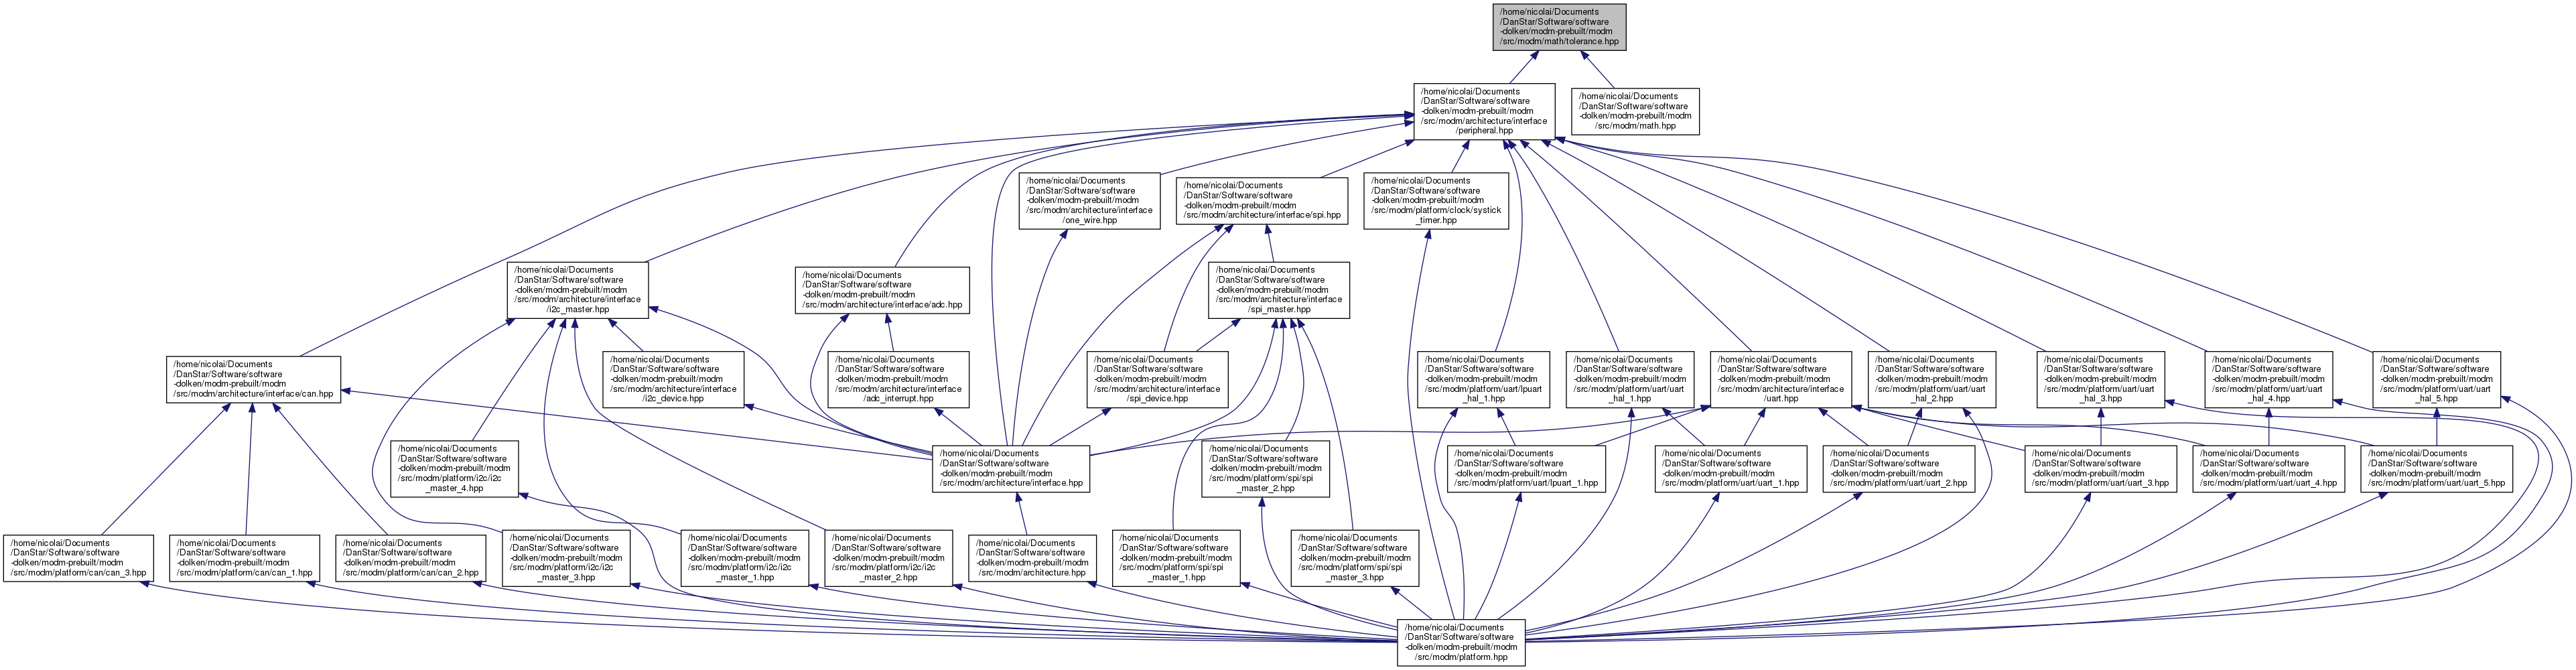 /home/nicolai/Documents
/DanStar/Software/software
-dolken/modm-prebuilt/modm
/src/modm/math/tolerance.hpp
/home/nicolai/Documents
/DanStar/Software/software
-dolken/modm-prebuilt/modm
/src/modm/architecture/interface
/peripheral.hpp
/home/nicolai/Documents
/DanStar/Software/software
-dolken/modm-prebuilt/modm
/src/modm/math.hpp
/home/nicolai/Documents
/DanStar/Software/software
-dolken/modm-prebuilt/modm
/src/modm/architecture/interface
/one_wire.hpp
/home/nicolai/Documents
/DanStar/Software/software
-dolken/modm-prebuilt/modm
/src/modm/architecture/interface/spi.hpp
/home/nicolai/Documents
/DanStar/Software/software
-dolken/modm-prebuilt/modm
/src/modm/platform/clock/systick
_timer.hpp
/home/nicolai/Documents
/DanStar/Software/software
-dolken/modm-prebuilt/modm
/src/modm/architecture/interface
/i2c_master.hpp
/home/nicolai/Documents
/DanStar/Software/software
-dolken/modm-prebuilt/modm
/src/modm/architecture/interface/adc.hpp
/home/nicolai/Documents
/DanStar/Software/software
-dolken/modm-prebuilt/modm
/src/modm/architecture/interface
/spi_master.hpp
/home/nicolai/Documents
/DanStar/Software/software
-dolken/modm-prebuilt/modm
/src/modm/architecture/interface/can.hpp
/home/nicolai/Documents
/DanStar/Software/software
-dolken/modm-prebuilt/modm
/src/modm/architecture/interface
/i2c_device.hpp
/home/nicolai/Documents
/DanStar/Software/software
-dolken/modm-prebuilt/modm
/src/modm/architecture/interface
/adc_interrupt.hpp
/home/nicolai/Documents
/DanStar/Software/software
-dolken/modm-prebuilt/modm
/src/modm/architecture/interface
/spi_device.hpp
/home/nicolai/Documents
/DanStar/Software/software
-dolken/modm-prebuilt/modm
/src/modm/platform/uart/lpuart
_hal_1.hpp
/home/nicolai/Documents
/DanStar/Software/software
-dolken/modm-prebuilt/modm
/src/modm/platform/uart/uart
_hal_1.hpp
/home/nicolai/Documents
/DanStar/Software/software
-dolken/modm-prebuilt/modm
/src/modm/architecture/interface
/uart.hpp
/home/nicolai/Documents
/DanStar/Software/software
-dolken/modm-prebuilt/modm
/src/modm/platform/uart/uart
_hal_2.hpp
/home/nicolai/Documents
/DanStar/Software/software
-dolken/modm-prebuilt/modm
/src/modm/platform/uart/uart
_hal_3.hpp
/home/nicolai/Documents
/DanStar/Software/software
-dolken/modm-prebuilt/modm
/src/modm/platform/uart/uart
_hal_4.hpp
/home/nicolai/Documents
/DanStar/Software/software
-dolken/modm-prebuilt/modm
/src/modm/platform/uart/uart
_hal_5.hpp
/home/nicolai/Documents
/DanStar/Software/software
-dolken/modm-prebuilt/modm
/src/modm/platform/i2c/i2c
_master_4.hpp
/home/nicolai/Documents
/DanStar/Software/software
-dolken/modm-prebuilt/modm
/src/modm/architecture/interface.hpp
/home/nicolai/Documents
/DanStar/Software/software
-dolken/modm-prebuilt/modm
/src/modm/platform/spi/spi
_master_2.hpp
/home/nicolai/Documents
/DanStar/Software/software
-dolken/modm-prebuilt/modm
/src/modm/platform/uart/lpuart_1.hpp
/home/nicolai/Documents
/DanStar/Software/software
-dolken/modm-prebuilt/modm
/src/modm/platform/uart/uart_1.hpp
/home/nicolai/Documents
/DanStar/Software/software
-dolken/modm-prebuilt/modm
/src/modm/platform/uart/uart_2.hpp
/home/nicolai/Documents
/DanStar/Software/software
-dolken/modm-prebuilt/modm
/src/modm/platform/uart/uart_3.hpp
/home/nicolai/Documents
/DanStar/Software/software
-dolken/modm-prebuilt/modm
/src/modm/platform/uart/uart_4.hpp
/home/nicolai/Documents
/DanStar/Software/software
-dolken/modm-prebuilt/modm
/src/modm/platform/uart/uart_5.hpp
/home/nicolai/Documents
/DanStar/Software/software
-dolken/modm-prebuilt/modm
/src/modm/platform/can/can_3.hpp
/home/nicolai/Documents
/DanStar/Software/software
-dolken/modm-prebuilt/modm
/src/modm/platform/can/can_1.hpp
/home/nicolai/Documents
/DanStar/Software/software
-dolken/modm-prebuilt/modm
/src/modm/platform/can/can_2.hpp
/home/nicolai/Documents
/DanStar/Software/software
-dolken/modm-prebuilt/modm
/src/modm/platform/i2c/i2c
_master_3.hpp
/home/nicolai/Documents
/DanStar/Software/software
-dolken/modm-prebuilt/modm
/src/modm/platform/i2c/i2c
_master_1.hpp
/home/nicolai/Documents
/DanStar/Software/software
-dolken/modm-prebuilt/modm
/src/modm/platform/i2c/i2c
_master_2.hpp
/home/nicolai/Documents
/DanStar/Software/software
-dolken/modm-prebuilt/modm
/src/modm/architecture.hpp
/home/nicolai/Documents
/DanStar/Software/software
-dolken/modm-prebuilt/modm
/src/modm/platform/spi/spi
_master_1.hpp
/home/nicolai/Documents
/DanStar/Software/software
-dolken/modm-prebuilt/modm
/src/modm/platform/spi/spi
_master_3.hpp
/home/nicolai/Documents
/DanStar/Software/software
-dolken/modm-prebuilt/modm
/src/modm/platform.hpp